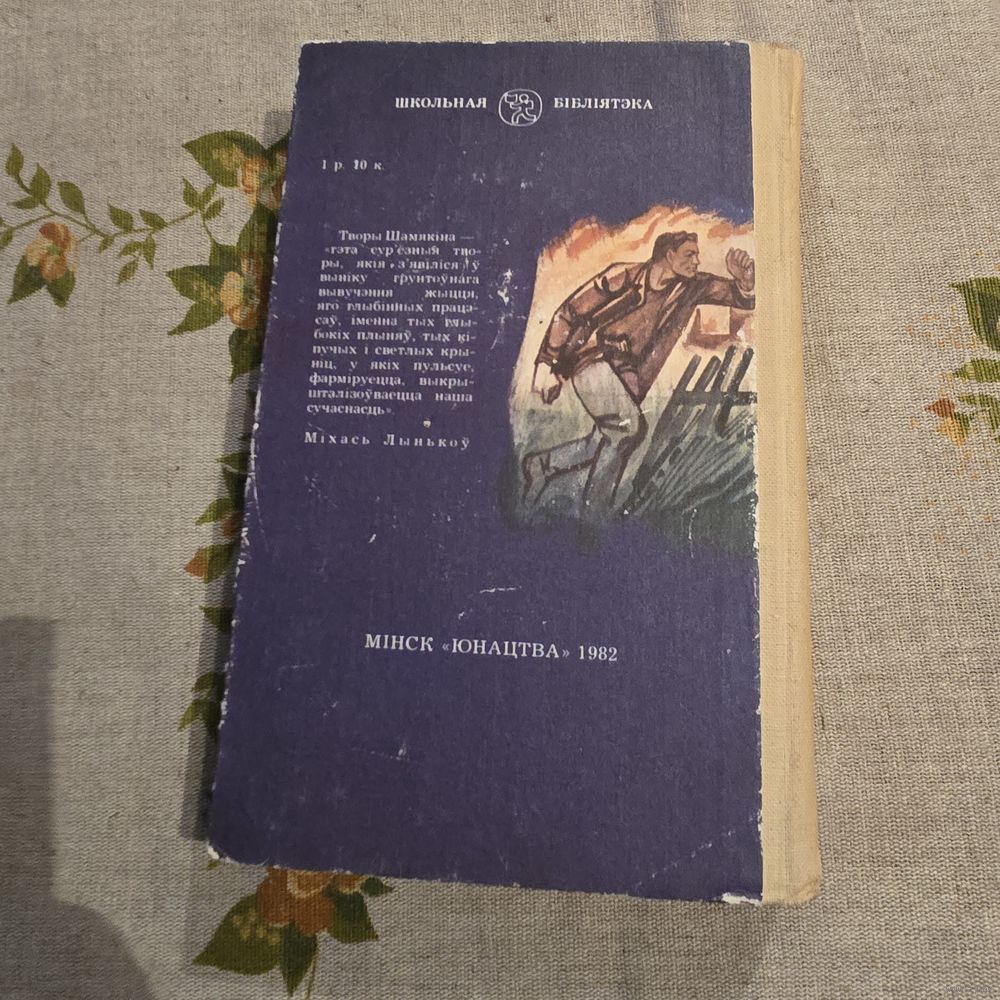 ШКОЛЬНАЯ БІБЛІЯТЭКА
1 р. 10 к.
Творы Шамякіна —
«гэта сур'ёзныя тво-
ры, якія з'явіліся ў
выніку грунтоўнага
вывучэння жыцця,
яго глыбінных працэ-
саў, іменна тых глы-
бокіх плыняў, тых кі-
пучых і светлых кры-
ніц, у якіх пульсуе,
фарміруецца, выкры-
шталізоўваецца наша
сучаснасць».
Міхась Лынькоў
МІНСК «ЮНАЦТВА» 1982